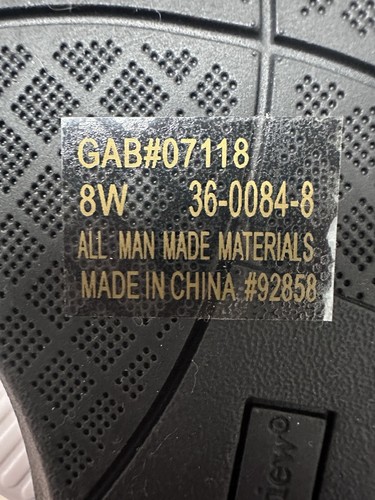 GAB#07118
8W 36-0084-8
ALL MAN MADE MATERIALS
MADE IN CHINA #92858